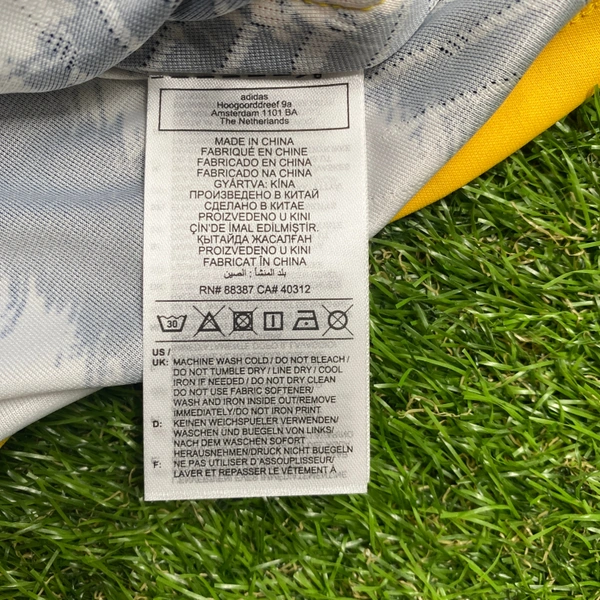 adidas
Hoogoorddreef 9a
Amsterdam 1101 BA
The Netherlands
MADE IN CHINA
FABRIQUÉ EN CHINE
FABRICADO EN CHINA
FABRICADO NA CHINA
GYÁRTVA: KÍNA
ПРОИЗВЕДЕНО В КИТАЙ
СДЕЛАНО В КИТАЕ
PROIZVEDENO U KINI
ÇİN'DE İMAL EDİLMİŞTİR.
ҚЫТАЙДА ЖАСАЛҒАН
PROIZVEDENO U KINI
FABRICAT ÎN CHINA
بلد المنشأ : الصين
RN# 88387 CA# 40312
30
US /
UK: MACHINE WASH COLD / DO NOT BLEACH /
DO NOT TUMBLE DRY / LINE DRY / COOL
IRON IF NEEDED / DO NOT DRY CLEAN
DO NOT USE FABRIC SOFTENER/
WASH AND IRON INSIDE OUT/REMOVE
IMMEDIATELY/DO NOT IRON PRINT
D: KEINEN WEICHSPUELER VERWENDEN/
WASCHEN UND BUEGELN VON LINKS/
NACH DEM WASCHEN SOFORT
HERAUSNEHMEN/DRUCK NICHT BUEGELN
F: NE PAS UTILISER D'ASSOUPLISSEUR/
LAVER ET REPASSER LE VÊTEMENT À